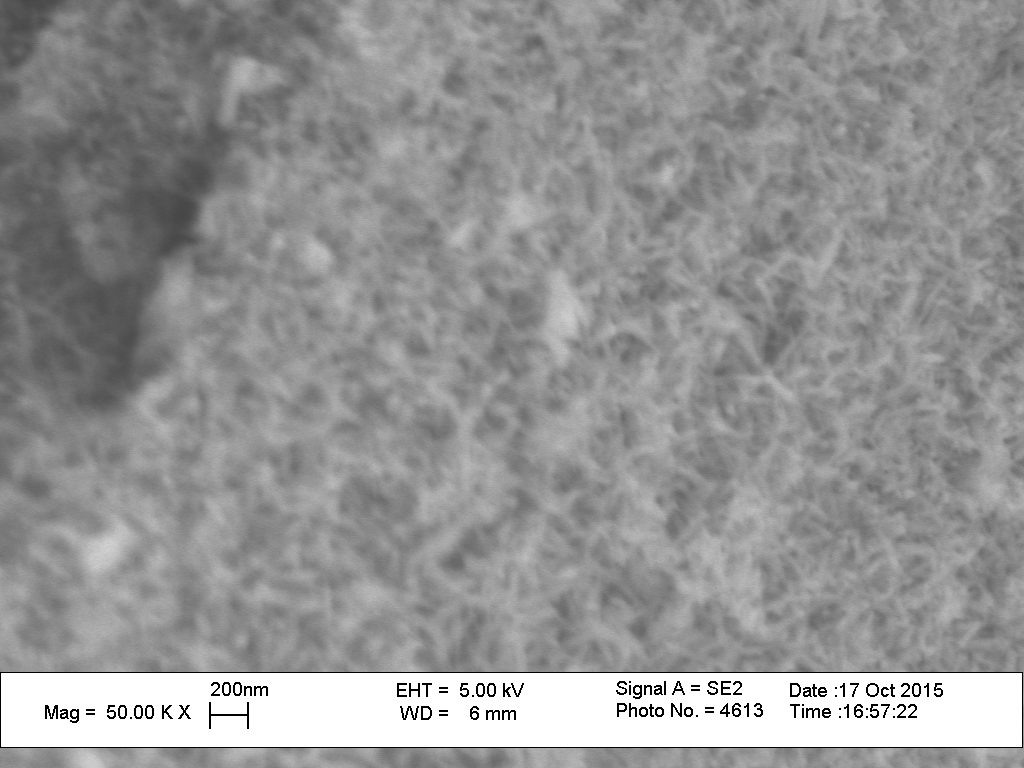 200nm
Mag = 50.00 K X
EHT = 5.00 kV
WD = 6 mm
Signal A = SE2
Photo No. = 4613
Date :17 Oct 2015
Time :16:57:22